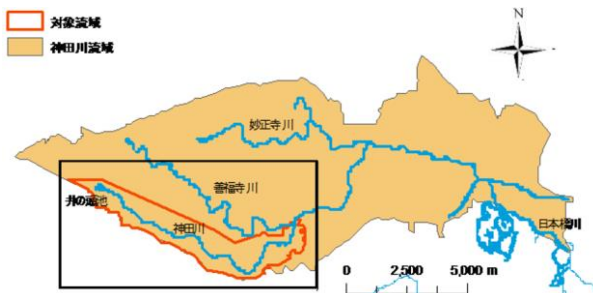 対象流域
神田川流域
N
妙正寺川
善福寺川
井の頭池
神田川
日本橋川
0 2,500 5,000 m